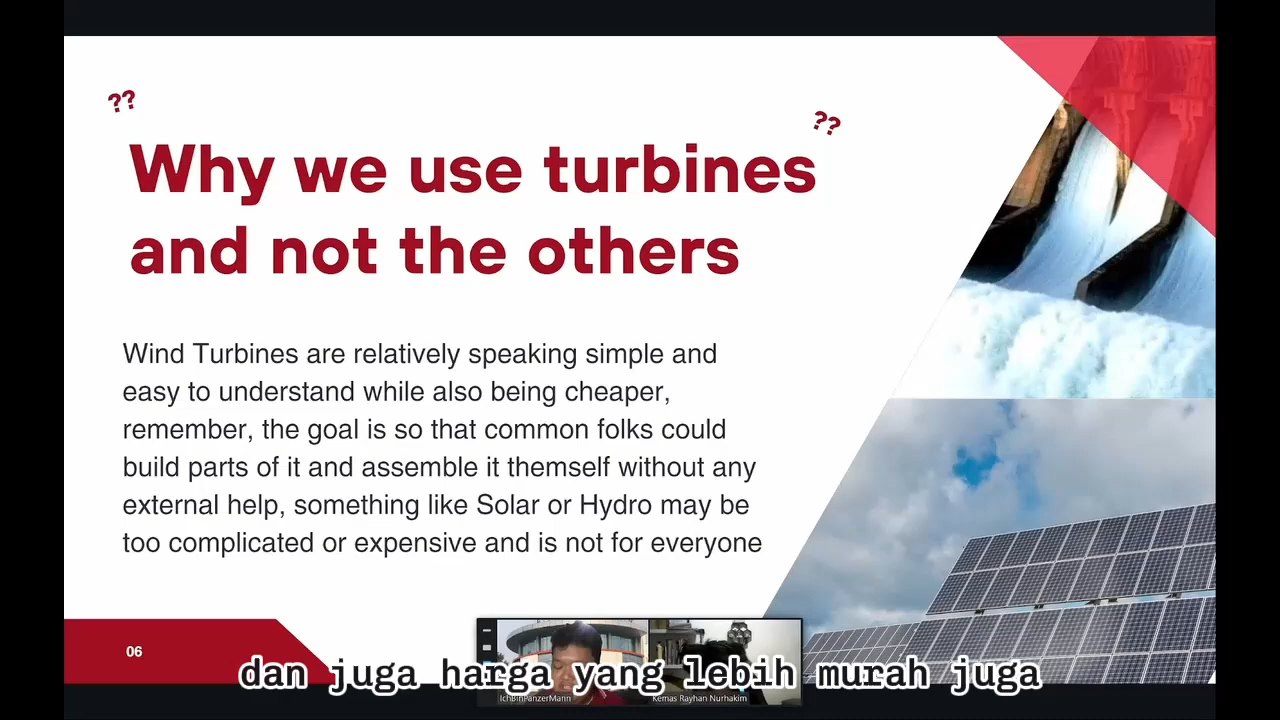 ??
??
Why we use turbines
and not the others
Wind Turbines are relatively speaking simple and
easy to understand while also being cheaper,
remember, the goal is so that common folks could
build parts of it and assemble it themself without any
external help, something like Solar or Hydro may be
too complicated or expensive and is not for everyone
06
dan juga harga yang lebih murah juga
IchBinPanzerMann
Kemas Rayhan Nurhakim